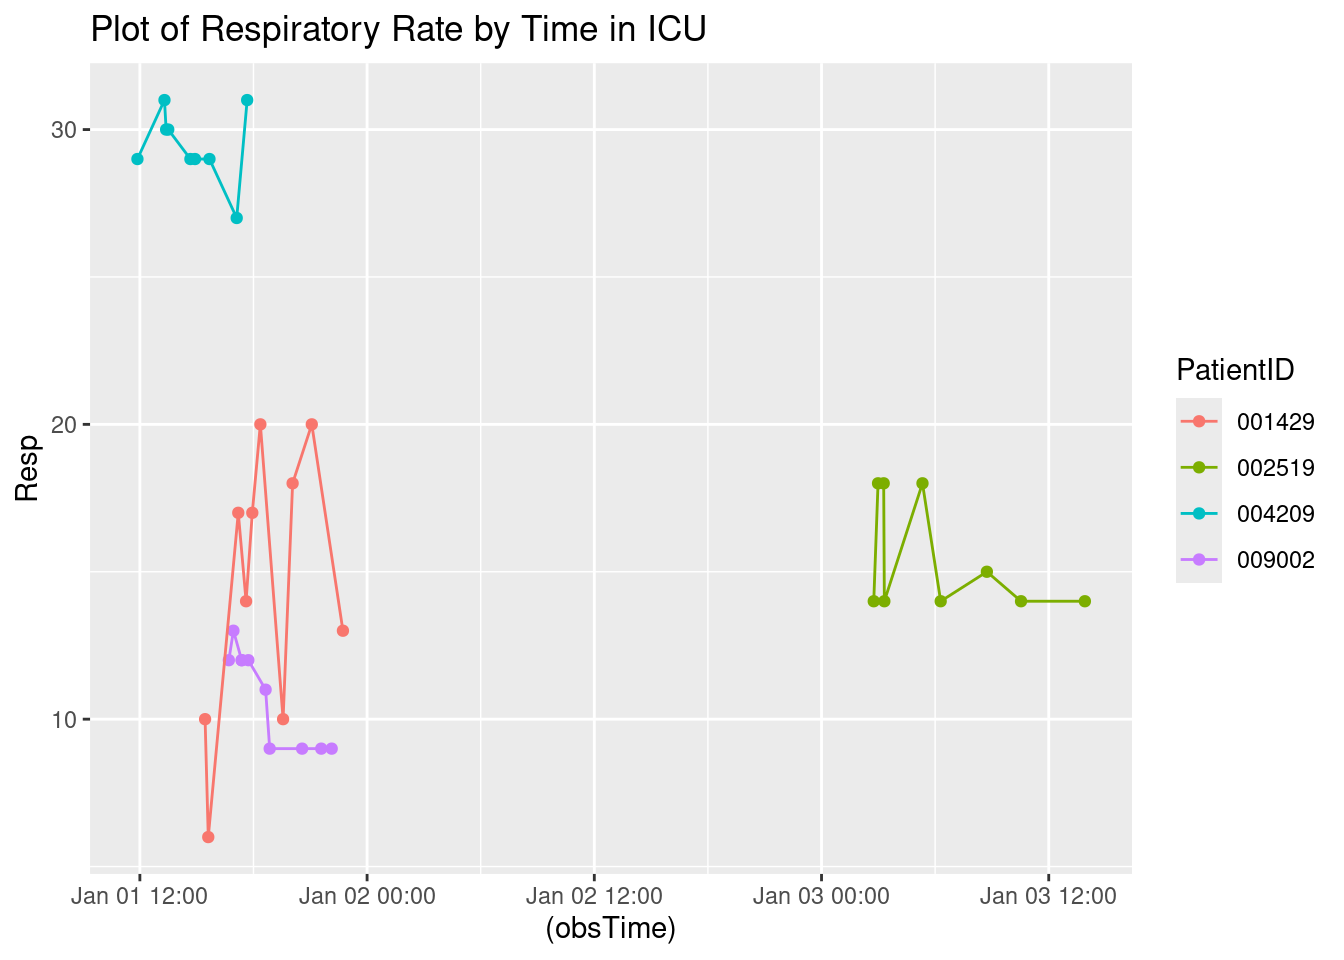 Plot of Respiratory Rate by Time in ICU
30
20
10
Resp
Jan 01 12:00 Jan 02 00:00 Jan 02 12:00 Jan 03 00:00 Jan 03 12:00
(obsTime)
PatientID
001429
002519
004209
009002